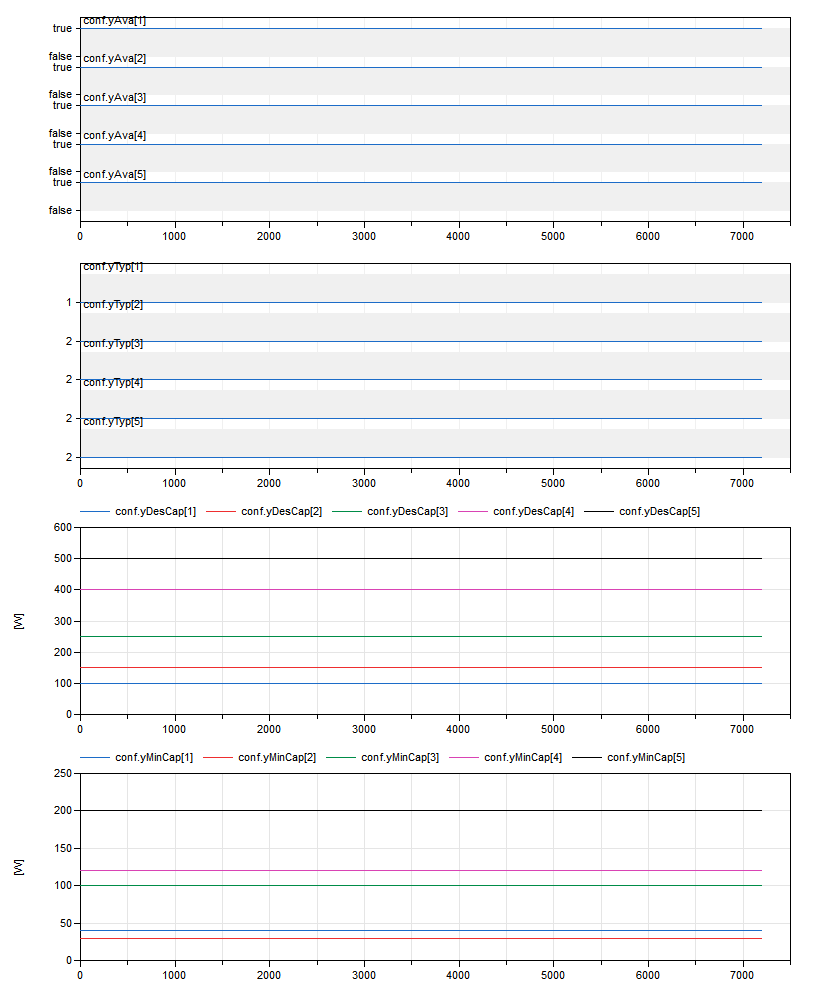 conf.yAva[1]
true
false
conf.yAva[2]
true
false
conf.yAva[3]
true
false
conf.yAva[4]
true
false
conf.yAva[5]
true
false
0 1000 2000 3000 4000 5000 6000 7000
conf.yTyp[1]
1
conf.yTyp[2]
2
conf.yTyp[3]
2
conf.yTyp[4]
2
conf.yTyp[5]
2
0 1000 2000 3000 4000 5000 6000 7000
conf.yDesCap[1] conf.yDesCap[2] conf.yDesCap[3] conf.yDesCap[4] conf.yDesCap[5]
600
500
400
300
[W]
200
100
0
0 1000 2000 3000 4000 5000 6000 7000
conf.yMinCap[1] conf.yMinCap[2] conf.yMinCap[3] conf.yMinCap[4] conf.yMinCap[5]
250
200
150
[W]
100
50
0
0 1000 2000 3000 4000 5000 6000 7000